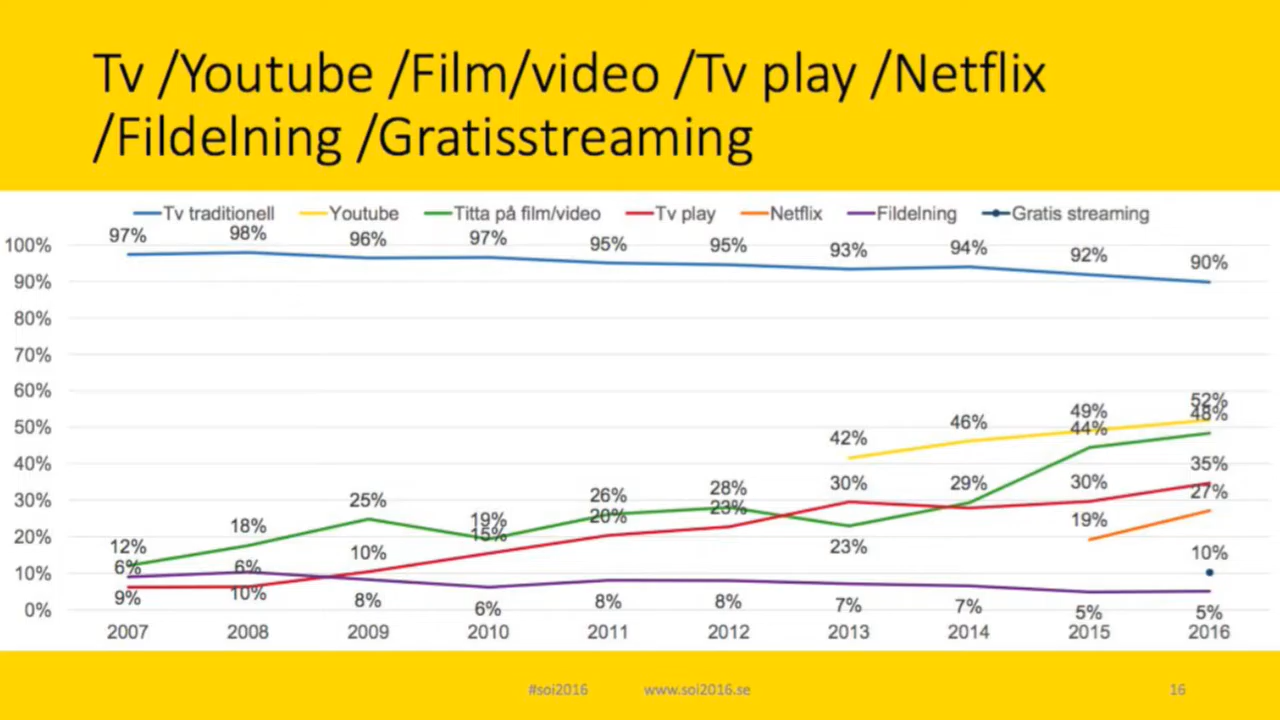 Tv /Youtube /Film/video /Tv play /Netflix
/Fildelning /Gratisstreaming
Tv traditionell Youtube Titta på film/video Tv play Netflix Fildelning Gratis streaming
100%
90%
80%
70%
60%
50%
40%
30%
20%
10%
0%
97% 98% 96% 97% 95% 95% 93% 94% 92% 90%
42% 46% 49% 52%
12% 18% 25% 19% 26% 28% 23% 29% 44% 48%
6% 6% 10% 15% 20% 23% 30% 30% 35%
19% 27%
10%
9% 10% 8% 6% 8% 8% 7% 7% 5% 5%
2007 2008 2009 2010 2011 2012 2013 2014 2015 2016
#soi2016 www.soi2016.se 16